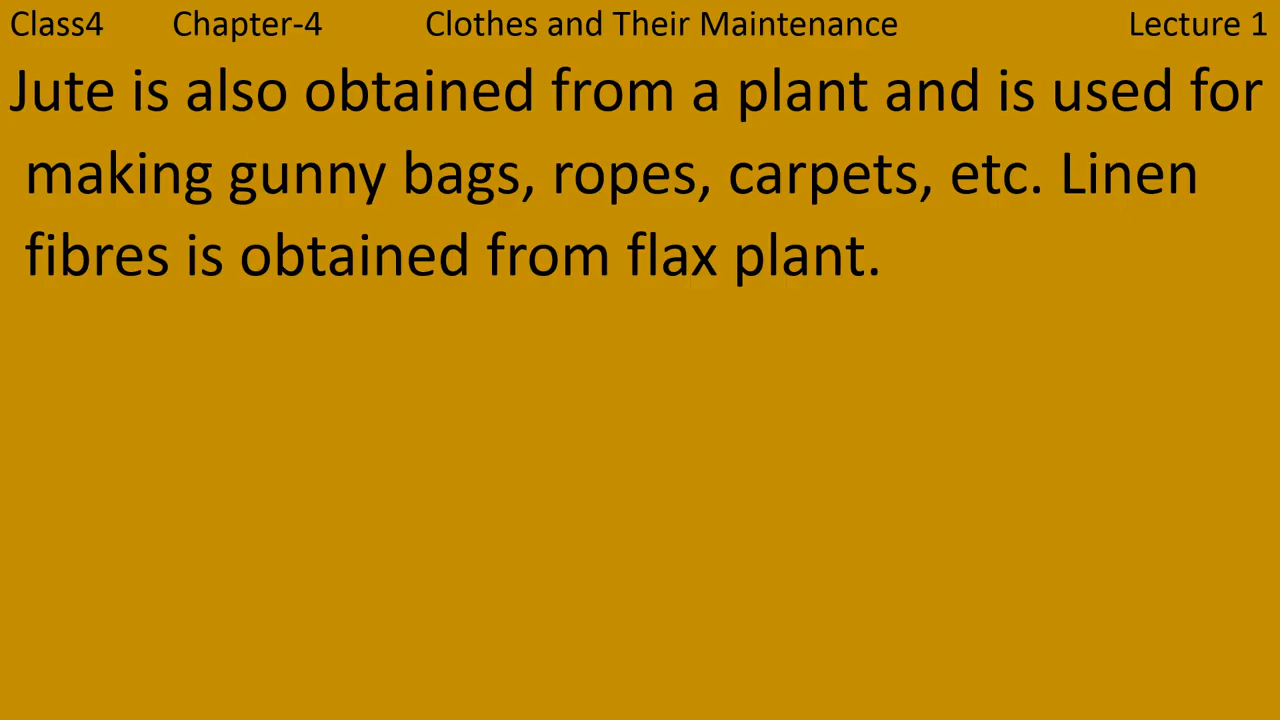 Class4 Chapter-4 Clothes and Their Maintenance Lecture 1
Jute is also obtained from a plant and is used for
making gunny bags, ropes, carpets, etc. Linen
fibres is obtained from flax plant.